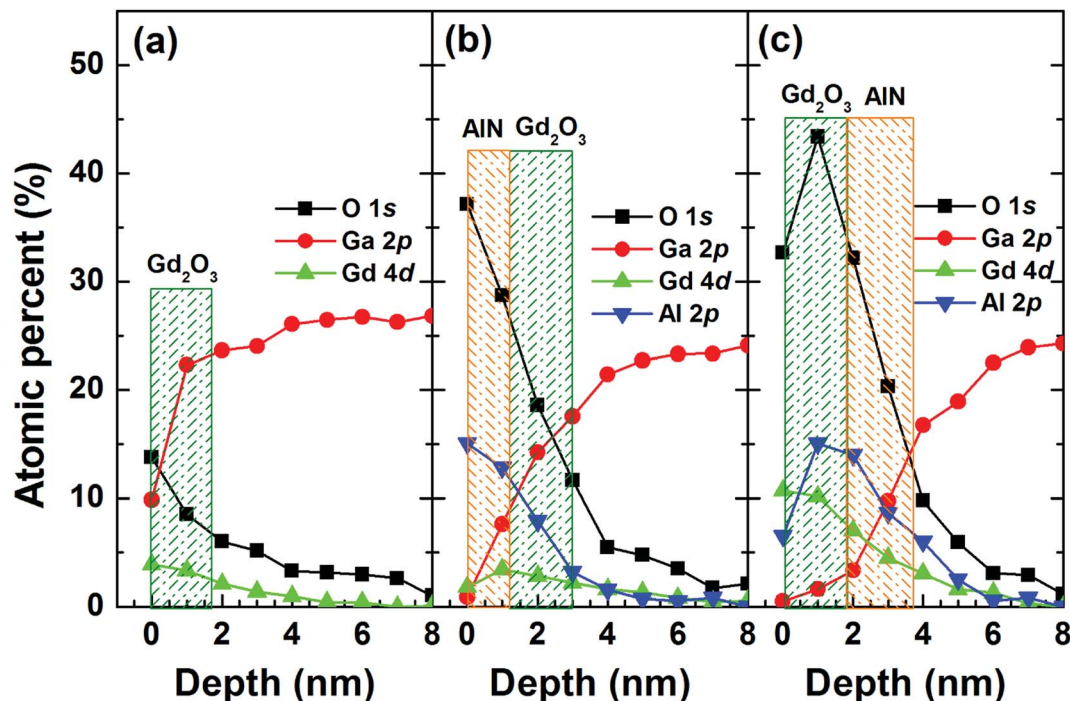 Atomic percent (%)
50
40
30
20
10
0
(a)
Gd₂O₃
O 1s
Ga 2p
Gd 4d
0 2 4 6 8
Depth (nm)
(b)
AlN Gd₂O₃
O 1s
Ga 2p
Gd 4d
Al 2p
0 2 4 6 8
Depth (nm)
(c)
Gd₂O₃ AlN
O 1s
Ga 2p
Gd 4d
Al 2p
0 2 4 6 8
Depth (nm)